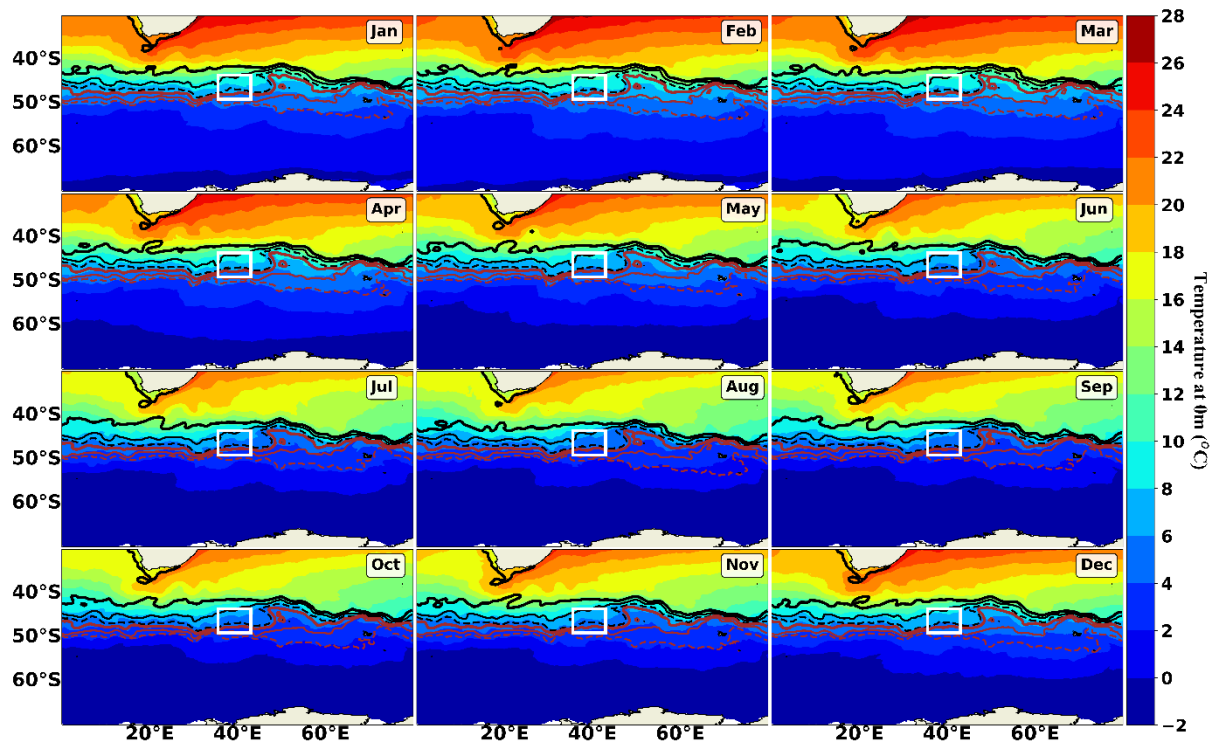 Jan Feb Mar
40°S
50°S
60°S
Apr May Jun
40°S
50°S
60°S
Jul Aug Sep
40°S
50°S
60°S
Oct Nov Dec
40°S
50°S
60°S
20°E 40°E 60°E 20°E 40°E 60°E 20°E 40°E 60°E
28
26
24
22
20
18
16
14
12
10
8
6
4
2
0
−2
Temperature at 0m (°C)